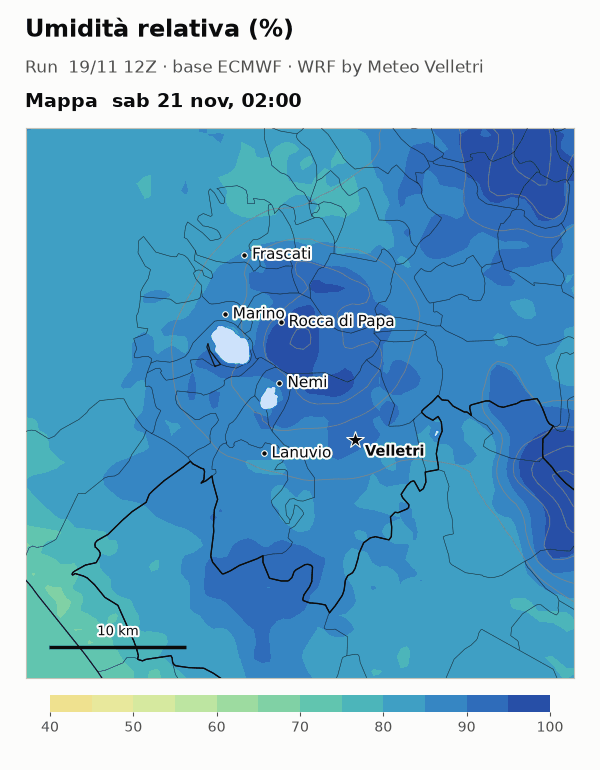 Umidità relativa (%)
Run  19/11 12Z · base ECMWF · WRF by Meteo Velletri
Mappa  sab 21 nov, 02:00
Frascati
Marino
Rocca di Papa
Nemi
Velletri
Lanuvio
10 km
40 50 60 70 80 90 100